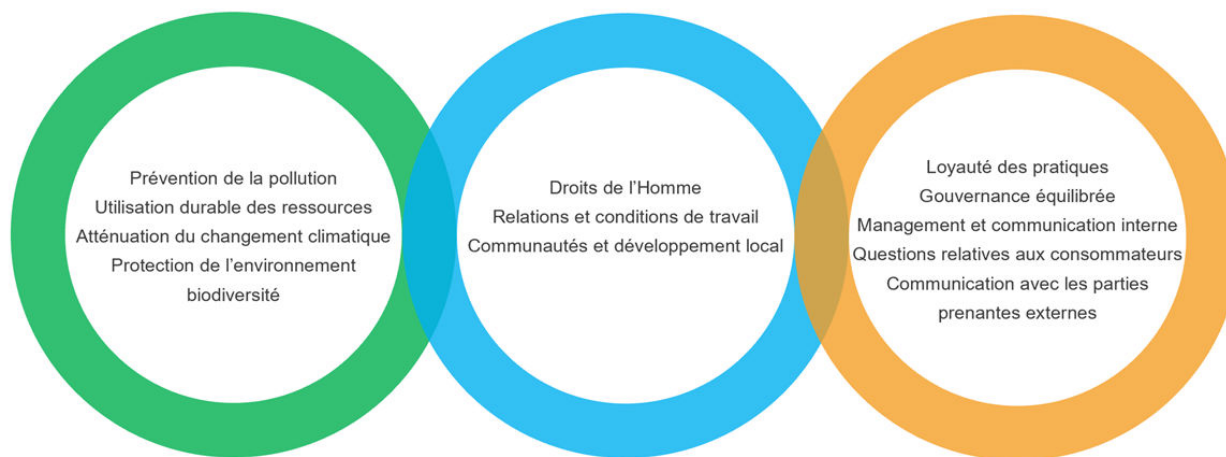 Prévention de la pollution
Utilisation durable des ressources
Atténuation du changement climatique
Protection de l’environnement
biodiversité
Droits de l’Homme
Relations et conditions de travail
Communautés et développement local
Loyauté des pratiques
Gouvernance équilibrée
Management et communication interne
Questions relatives aux consommateurs
Communication avec les parties
prenantes externes